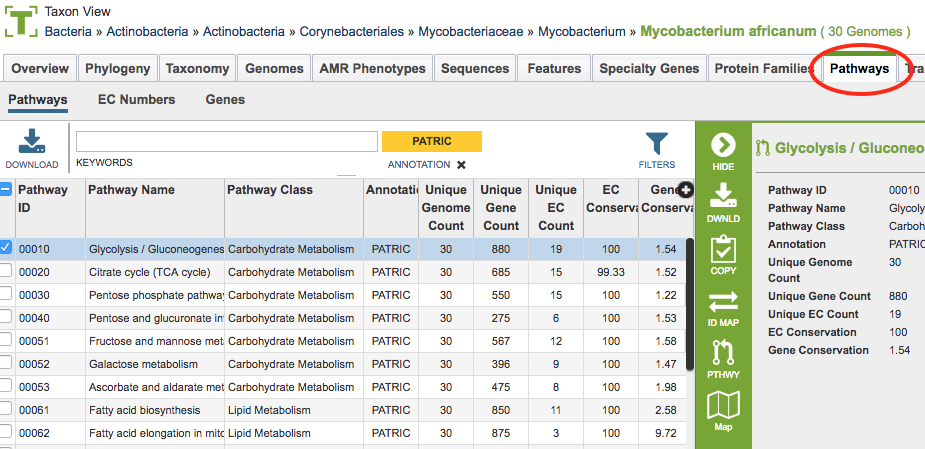 Taxon View
Bacteria » Actinobacteria » Actinobacteria » Corynebacteriales » Mycobacteriaceae » Mycobacterium » Mycobacterium africanum ( 30 Genomes )
Overview Phylogeny Taxonomy Genomes AMR Phenotypes Sequences Features Specialty Genes Protein Families Pathways Tra
Pathways EC Numbers Genes
DOWNLOAD KEYWORDS PATRIC ANNOTATION ✖ FILTERS
Pathway ID Pathway Name Pathway Class Annotati Unique Genome Count Unique Gene Count Unique EC Count EC Conserva Gene Conserva
00010 Glycolysis / Gluconeogenes Carbohydrate Metabolism PATRIC 30 880 19 100 1.54
00020 Citrate cycle (TCA cycle) Carbohydrate Metabolism PATRIC 30 685 15 99.33 1.52
00030 Pentose phosphate pathway Carbohydrate Metabolism PATRIC 30 550 15 100 1.22
00040 Pentose and glucuronate int Carbohydrate Metabolism PATRIC 30 275 6 100 1.53
00051 Fructose and mannose met Carbohydrate Metabolism PATRIC 30 567 12 100 1.58
00052 Galactose metabolism Carbohydrate Metabolism PATRIC 30 396 9 100 1.47
00053 Ascorbate and aldarate met Carbohydrate Metabolism PATRIC 30 475 8 100 1.98
00061 Fatty acid biosynthesis Lipid Metabolism PATRIC 30 850 11 100 2.58
00062 Fatty acid elongation in mito Lipid Metabolism PATRIC 30 875 3 100 9.72
HIDE
DWNLD
COPY
ID MAP
PTHWY
Map
Glycolysis / Gluconeo
Pathway ID 00010
Pathway Name Glycoly
Pathway Class Carboh
Annotation PATRIC
Unique Genome 30
Count
Unique Gene Count 880
Unique EC Count 19
EC Conservation 100
Gene Conservation 1.54